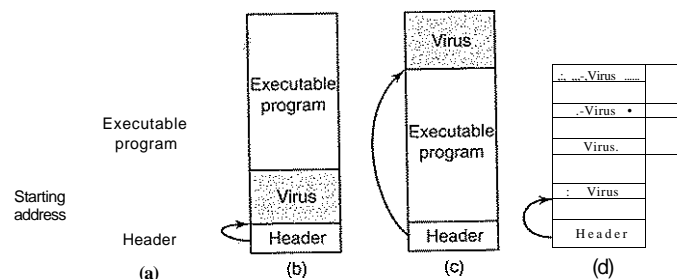 Executable
program
Starting
address
Header
(a)
Executable
program
Virus
Header
(b)
Virus
Executable
program
Header
(c)
Virus
Virus
Virus.
Virus
Header
(d)